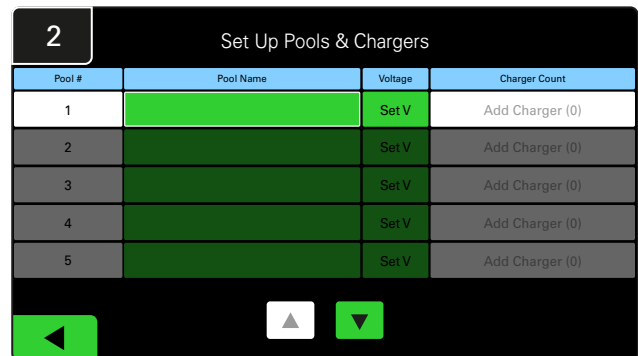 2
Set Up Pools & Chargers
Pool # Pool Name Voltage Charger Count
1 Set V Add Charger (0)
2 Set V Add Charger (0)
3 Set V Add Charger (0)
4 Set V Add Charger (0)
5 Set V Add Charger (0)